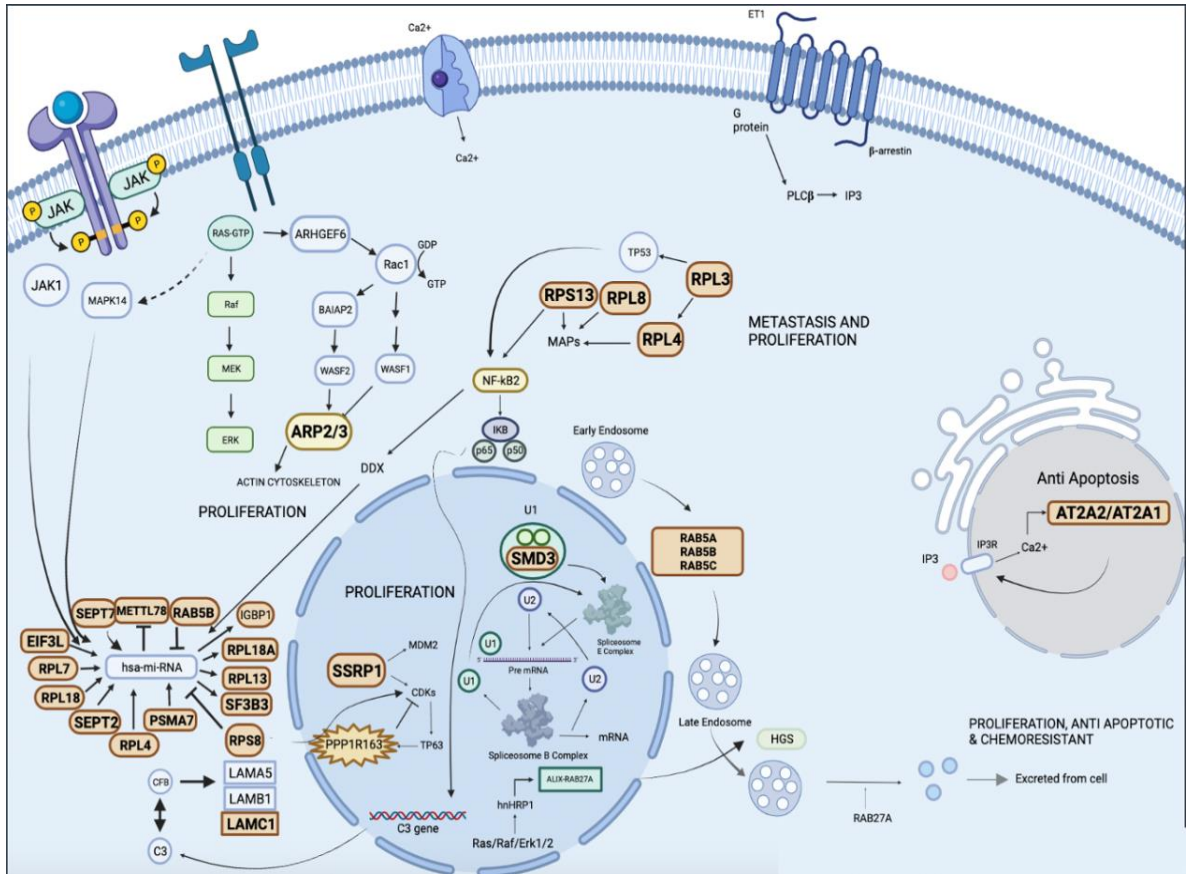 Ca2+
ET1
G
protein
β-arrestin
Ca2+
PLCβ
IP3
P
JAK
P
JAK
P
P
JAK1
MAPK14
RAS-GTP
ARHGEF6
Rac1
GDP
GTP
Raf
BAIAP2
MEK
WASF2
WASF1
ERK
ARP2/3
ACTIN CYTOSKELETON
PROLIFERATION
TP53
RPL3
RPS13
RPL8
MAPs
RPL4
METASTASIS AND
PROLIFERATION
NF-kB2
IKB
p65
p50
DDX
Early Endosome
RAB5A
RAB5B
RAB5C
Late Endosome
Anti Apoptosis
AT2A2/AT2A1
IP3R
Ca2+
IP3
SEPT7
METTL78
RAB5B
IGBP1
EIF3L
hsa-mi-RNA
RPL18A
RPL7
RPL13
RPL18
SF3B3
SEPT2
PSMA7
RPL4
RPS8
CFB
LAMA5
LAMB1
LAMC1
C3
PROLIFERATION
U1
SMD3
U2
Spliceosome
E Complex
U1
5'
3'
Pre mRNA
U1
U2
Spliceosome B Complex
mRNA
SSRP1
MDM2
CDKs
TP63
PPP1R163
ALIX-RAB27A
hnHRP1
Ras/Raf/Erk1/2
C3 gene
HGS
RAB27A
PROLIFERATION, ANTI APOPTOTIC
& CHEMORESISTANT
Excreted from cell